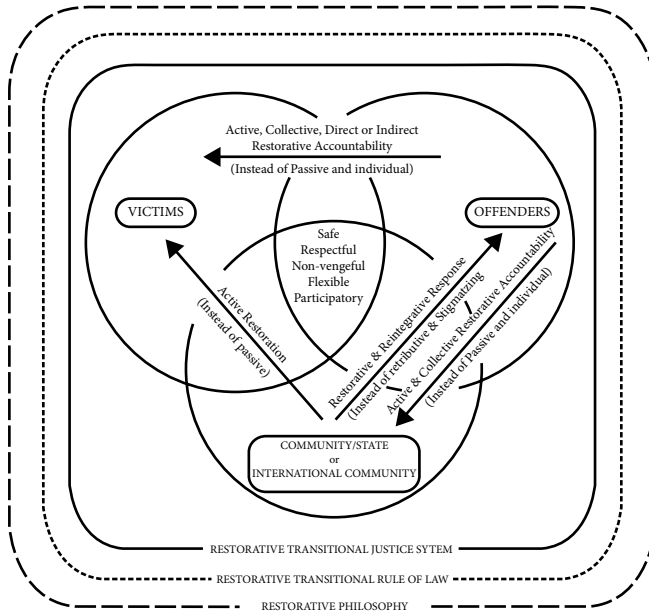 Active, Collective, Direct or Indirect
Restorative Accountability
(Instead of Passive and individual)
VICTIMS
OFFENDERS
Safe
Respectful
Non-vengeful
Flexible
Participatory
Active Restoration
(Instead of passive)
Restorative & Reintegrative Response
(Instead of retributive & Stigmatzing
Active & Collective Restorative Accountability
(Instead of Passive and individual)
COMMUNITY/STATE
or
INTERNATIONAL COMMUNITY
RESTORATIVE TRANSITIONAL JUSTICE SYTEM
RESTORATIVE TRANSITIONAL RULE OF LAW
RESTORATIVE PHILOSOPHY